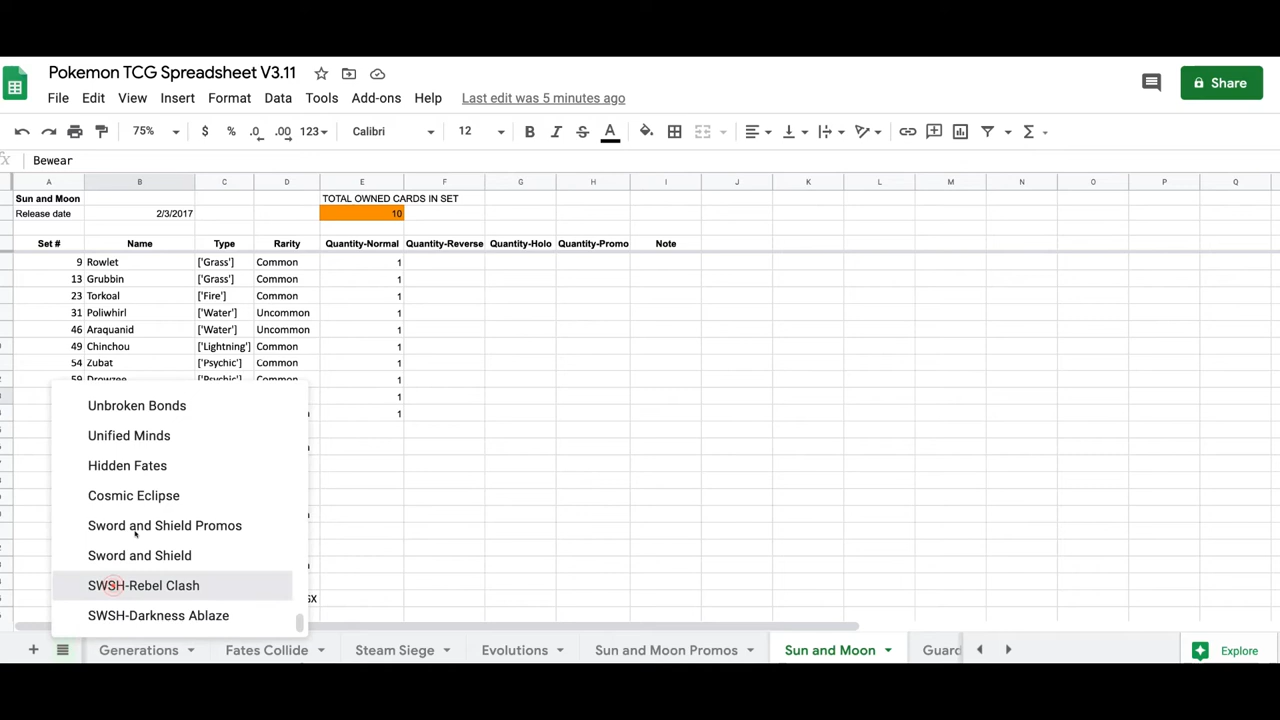 Pokemon TCG Spreadsheet V3.11
Share
File Edit View Insert Format Data Tools Add-ons Help Last edit was 5 minutes ago
75% $ % .0 .00 123 Calibri 12 B I S A Σ
Bewear
A B C D E F G H I J K L M N O P Q
Sun and Moon TOTAL OWNED CARDS IN SET
Release date 2/3/2017 10
Set # Name Type Rarity Quantity-Normal Quantity-Reverse Quantity-Holo Quantity-Promo Note
9 Rowlet ['Grass'] Common 1
13 Grubbin ['Grass'] Common 1
23 Torkoal ['Fire'] Common 1
31 Poliwhirl ['Water'] Uncommon 1
46 Araquanid ['Water'] Uncommon 1
49 Chinchou ['Lightning'] Common 1
54 Zubat ['Psychic'] Common 1
59 Drowzee ['Psychic'] Common 1
1
1
Unbroken Bonds
Unified Minds
Hidden Fates
Cosmic Eclipse
Sword and Shield Promos
Sword and Shield
SWSH-Rebel Clash
GX
SWSH-Darkness Ablaze
Generations Fates Collide Steam Siege Evolutions Sun and Moon Promos Sun and Moon Guard Explore